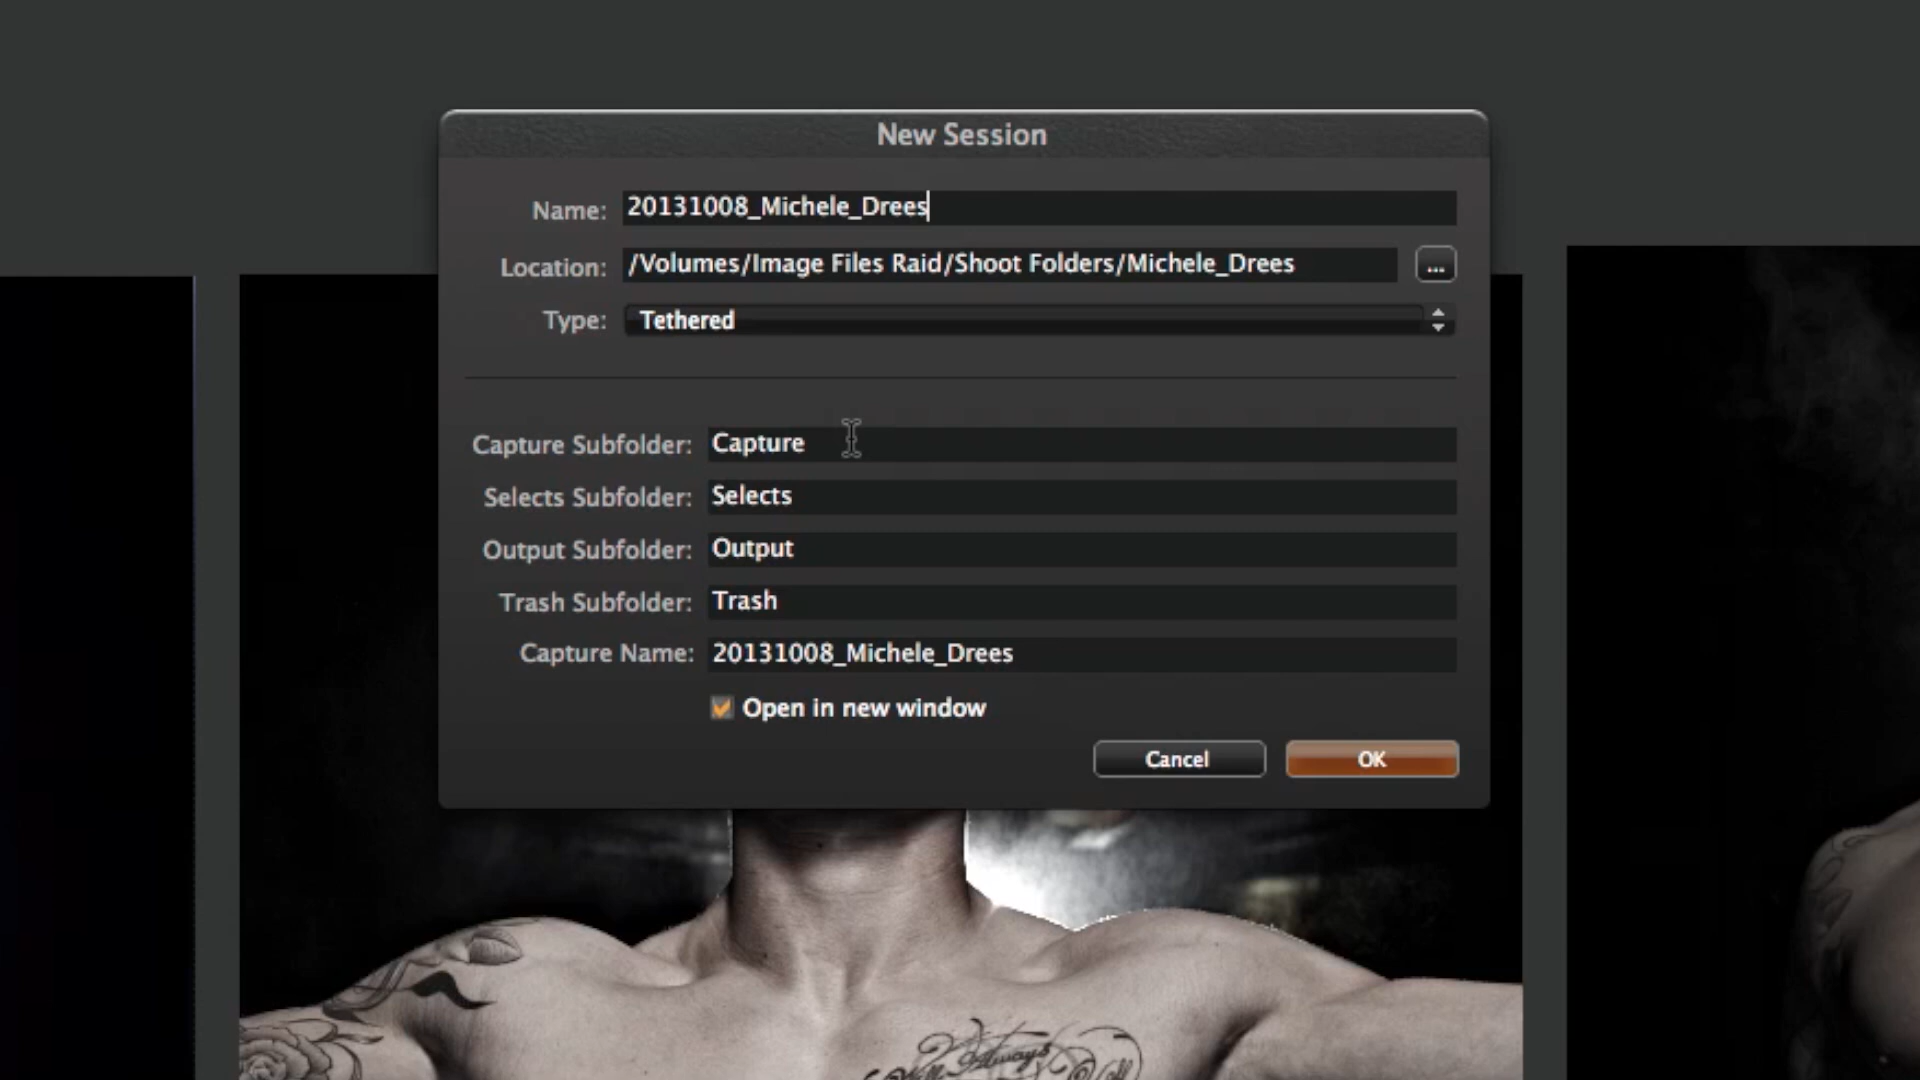 New Session
Name: 20131008_Michele_Drees
Location: /Volumes/Image Files Raid/Shoot Folders/Michele_Drees ...
Type: Tethered
Capture Subfolder: Capture
Selects Subfolder: Selects
Output Subfolder: Output
Trash Subfolder: Trash
Capture Name: 20131008_Michele_Drees
Open in new window
Cancel OK
Always